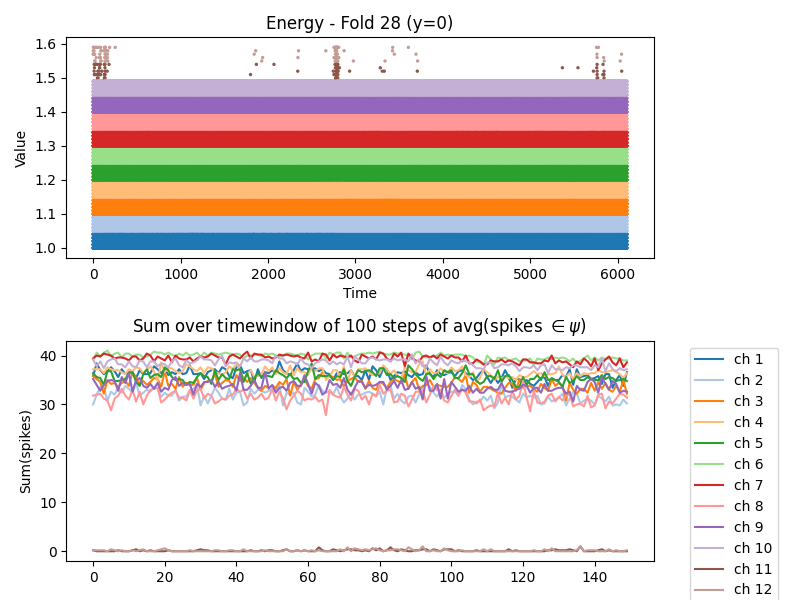 Energy - Fold 28 (y=0)
1.6
1.5
1.4
1.3
1.2
1.1
1.0
Value
0 1000 2000 3000 4000 5000 6000
Time
Sum over timewindow of 100 steps of avg(spikes ∈ ψ)
40
30
20
10
0
Sum(spikes)
0 20 40 60 80 100 120 140
ch 1
ch 2
ch 3
ch 4
ch 5
ch 6
ch 7
ch 8
ch 9
ch 10
ch 11
ch 12